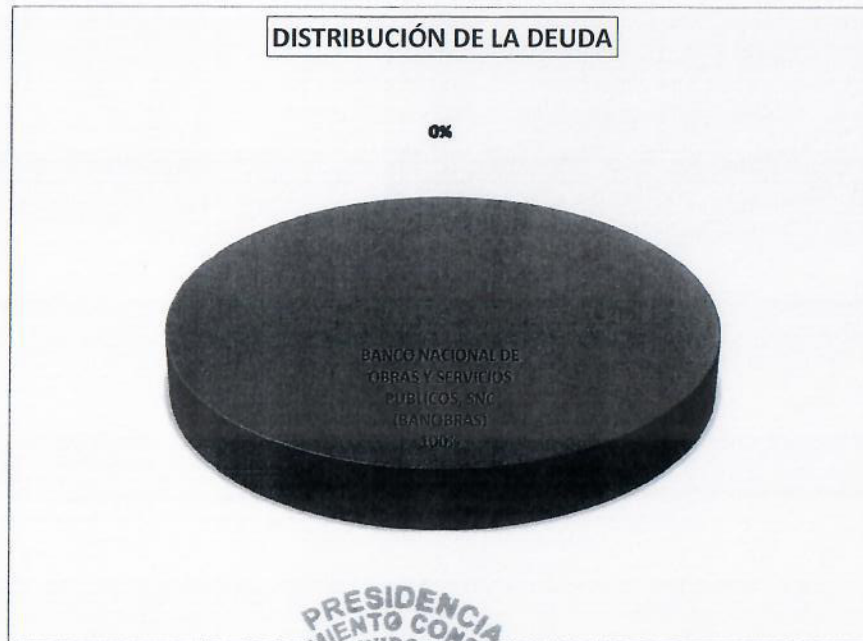 DISTRIBUCIÓN DE LA DEUDA
0%
BANCO NACIONAL DE
OBRAS Y SERVICIOS
PUBLICOS, SNC
(BANOBRAS)
100%
PRESIDENCIA